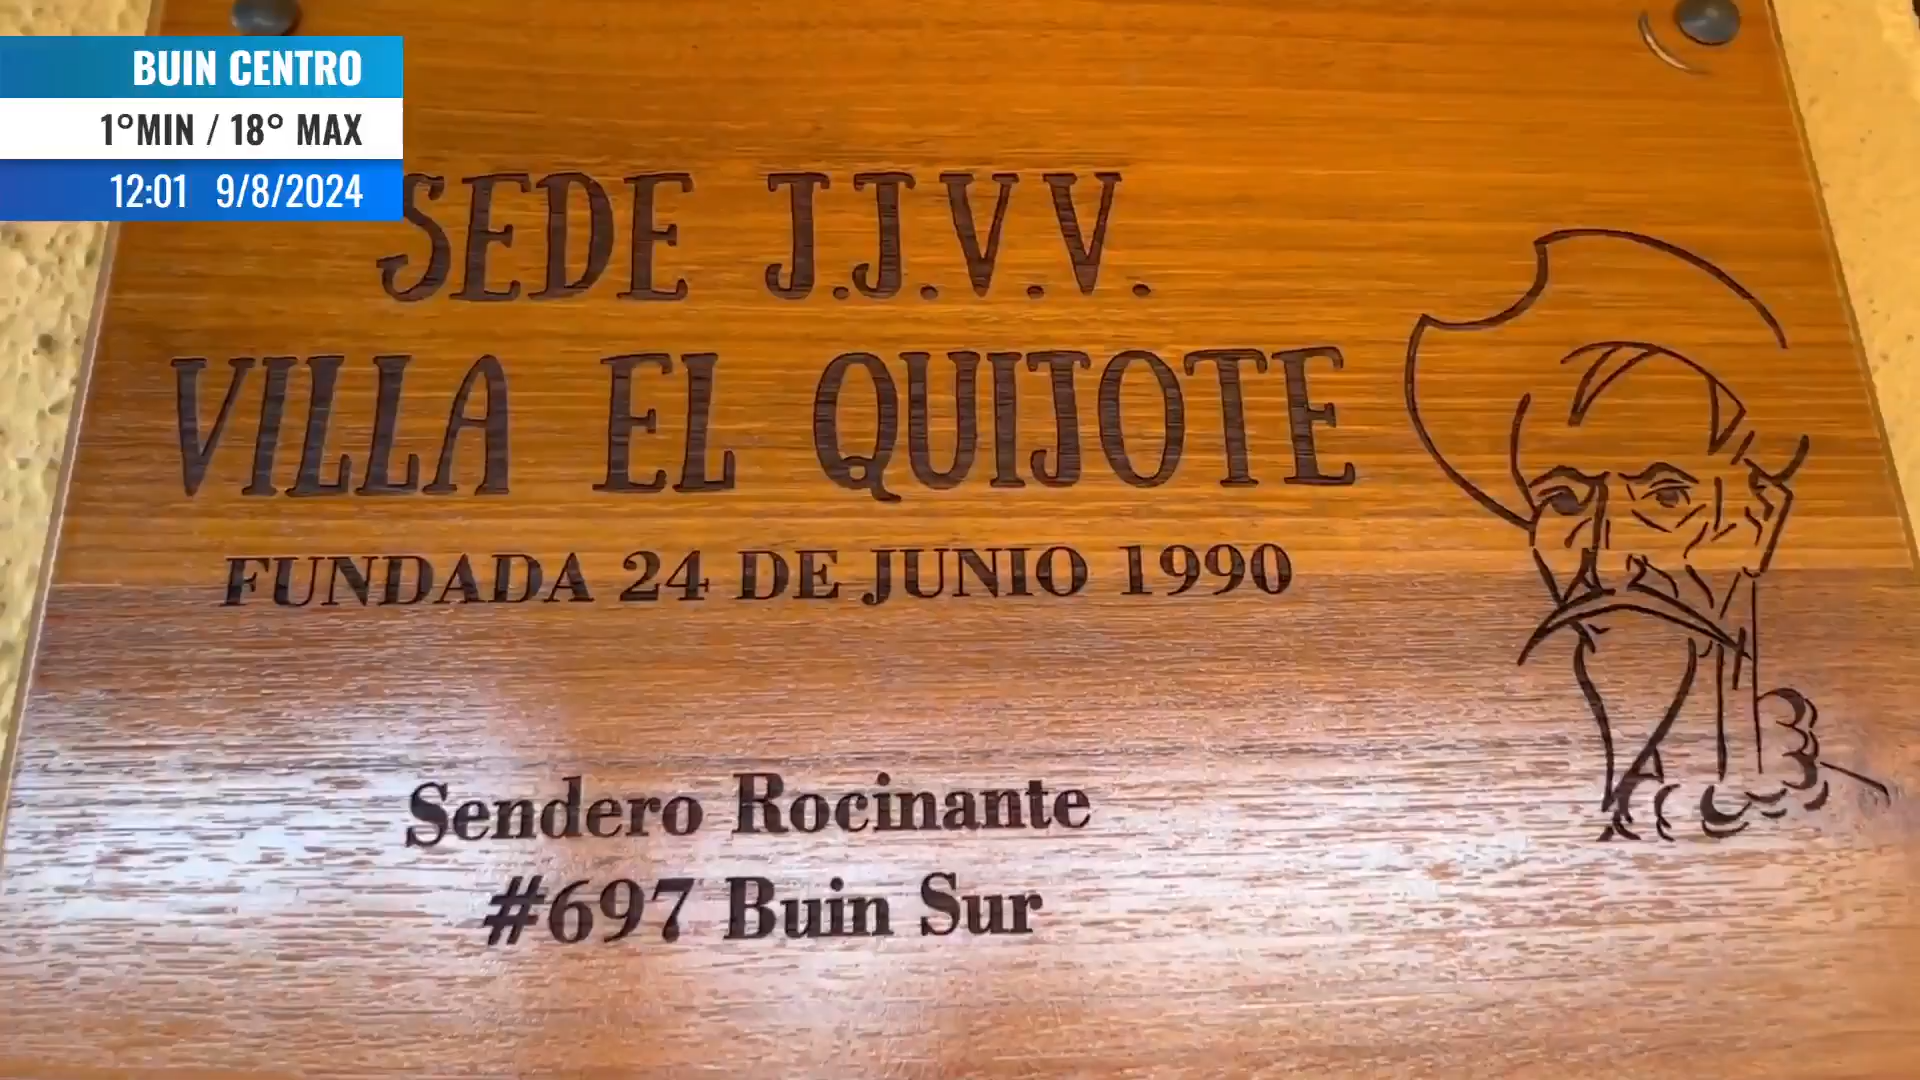 BUIN CENTRO
1°MIN / 18° MAX
12:01 9/8/2024
SEDE J.J.V.V.
VILLA EL QUIJOTE
FUNDADA 24 DE JUNIO 1990
Sendero Rocinante
#697 Buin Sur